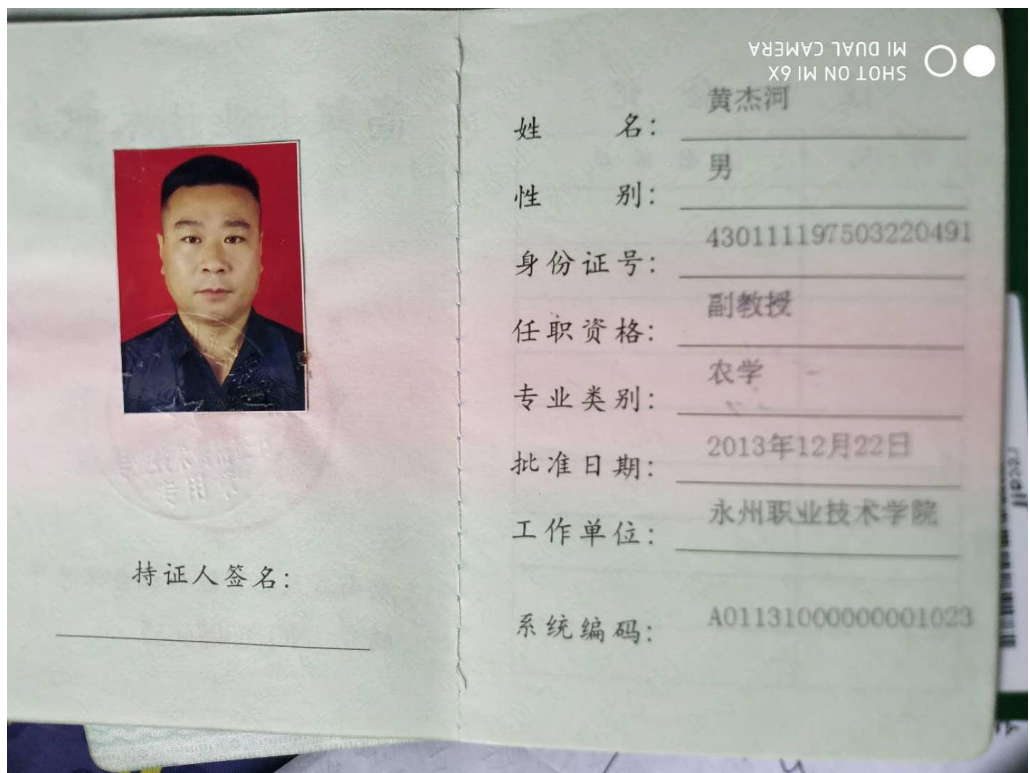 SHOT ON MI 6X
MI DUAL CAMERA
姓 名: 黄杰河
性 别: 男
身份证号: 430111197503220491
任职资格: 副教授
专业类别: 农学
批准日期: 2013年12月22日
工作单位: 永州职业技术学院
系统编码: A011310000000001023
持证人签名: